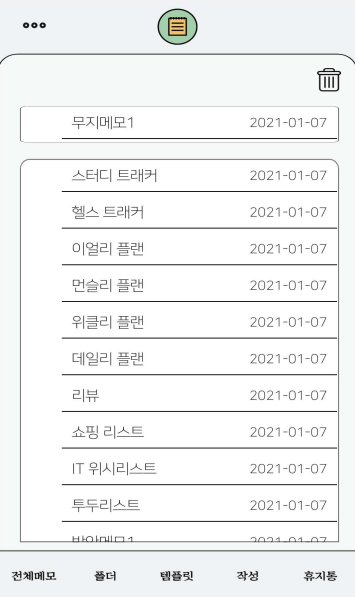 무지메모1 2021-01-07
스터디 트래커 2021-01-07
헬스 트래커 2021-01-07
이얼리 플랜 2021-01-07
먼슬리 플랜 2021-01-07
위클리 플랜 2021-01-07
데일리 플랜 2021-01-07
리뷰 2021-01-07
쇼핑 리스트 2021-01-07
IT 위시리스트 2021-01-07
투두리스트 2021-01-07
2021-01-07
전체메모 폴더 템플릿 작성 휴지통